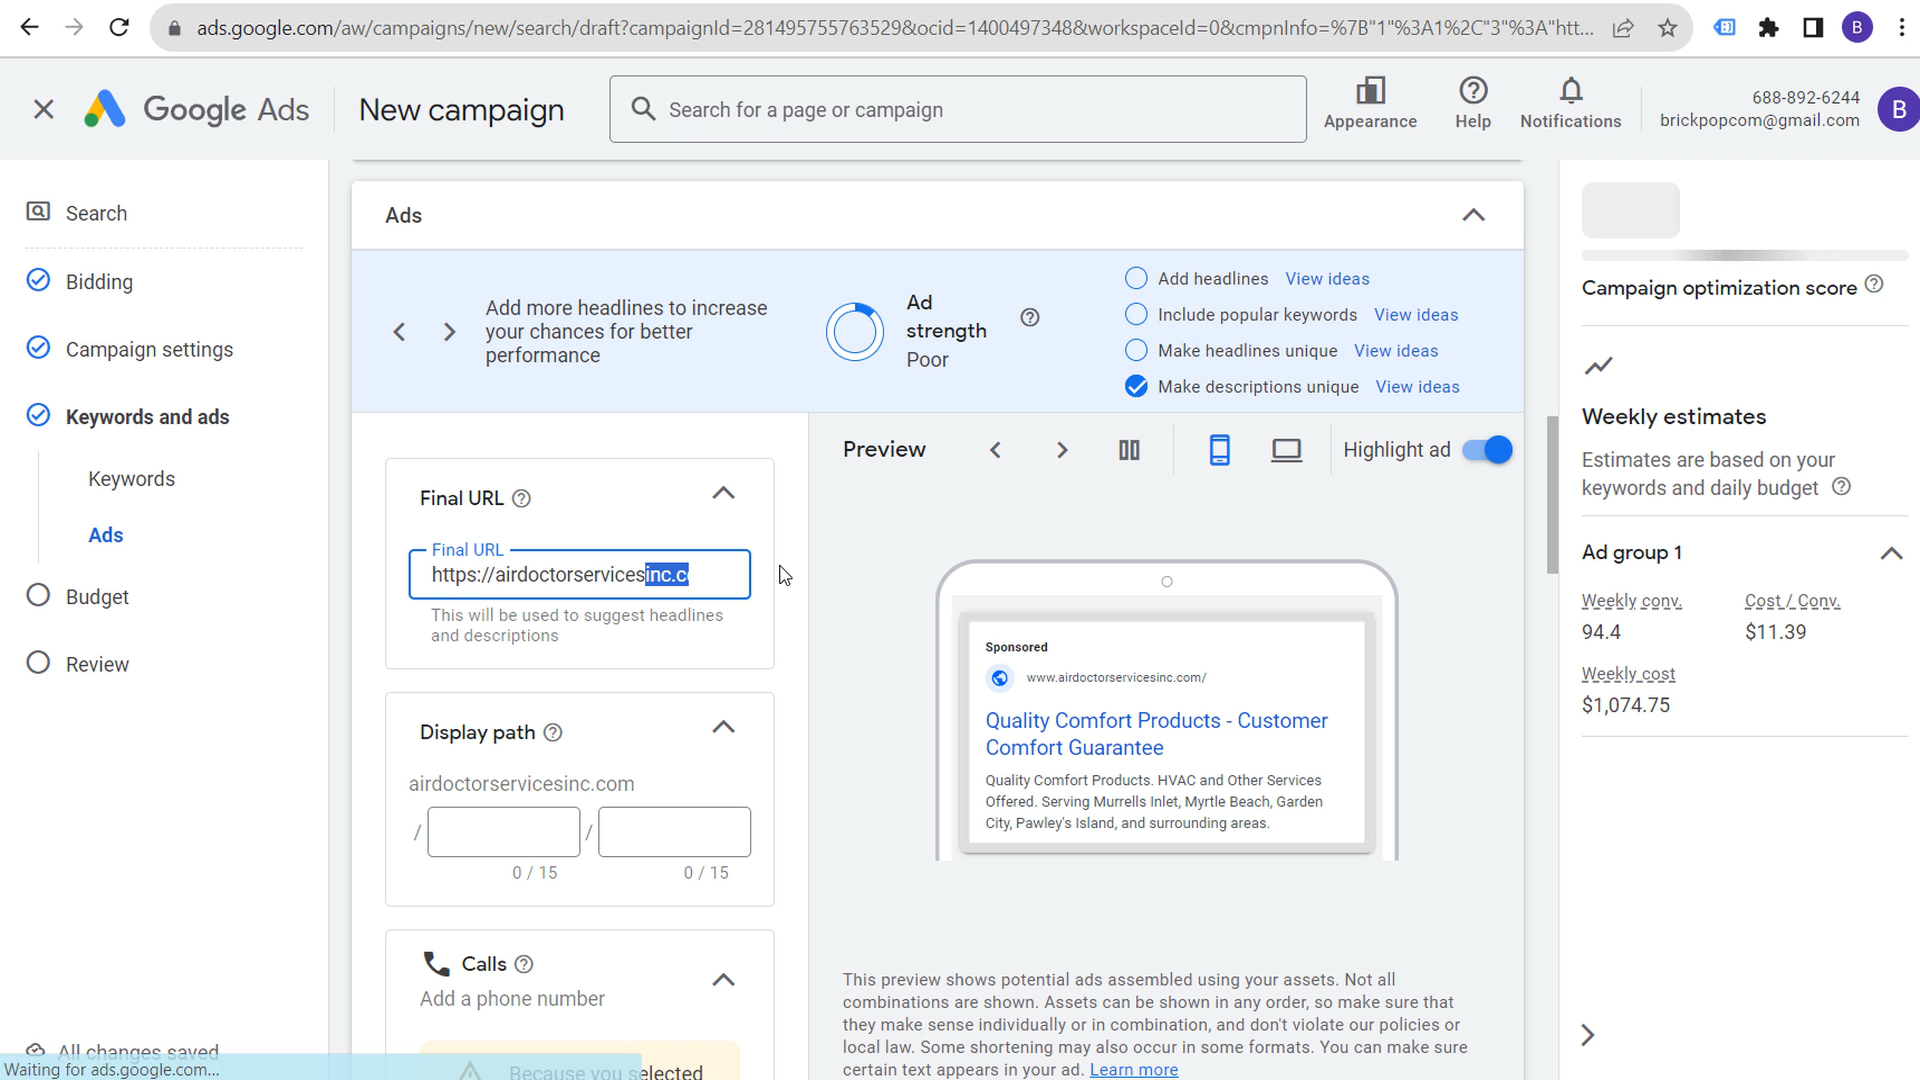 ads.google.com/aw/campaigns/new/search/draft?campaignId=281495755763529&ocid=1400497348&workspaceId=0&cmpnInfo=%7B"1"%3A1%2C"3"%3A"htt...
B
Google Ads
New campaign
Search for a page or campaign
Appearance
Help
Notifications
688-892-6244
brickpopcom@gmail.com
B
Search
Bidding
Campaign settings
Keywords and ads
Keywords
Ads
Budget
Review
All changes saved
Waiting for ads.google.com...
Ads
Add more headlines to increase
your chances for better
performance
Ad
strength
Poor
Add headlines View ideas
Include popular keywords View ideas
Make headlines unique View ideas
Make descriptions unique View ideas
Final URL
Final URL
https://airdoctorservicesinc.c
This will be used to suggest headlines
and descriptions
Display path
airdoctorservicesinc.com
/ /
0 / 15 0 / 15
Calls
Add a phone number
Because you selected
Preview
Highlight ad
Sponsored
www.airdoctorservicesinc.com/
Quality Comfort Products - Customer
Comfort Guarantee
Quality Comfort Products. HVAC and Other Services
Offered. Serving Murrells Inlet, Myrtle Beach, Garden
City, Pawley's Island, and surrounding areas.
This preview shows potential ads assembled using your assets. Not all
combinations are shown. Assets can be shown in any order, so make sure that
they make sense individually or in combination, and don't violate our policies or
local law. Some shortening may also occur in some formats. You can make sure
certain text appears in your ad. Learn more
Campaign optimization score
Weekly estimates
Estimates are based on your
keywords and daily budget
Ad group 1
Weekly conv. Cost / Conv.
94.4 $11.39
Weekly cost
$1,074.75